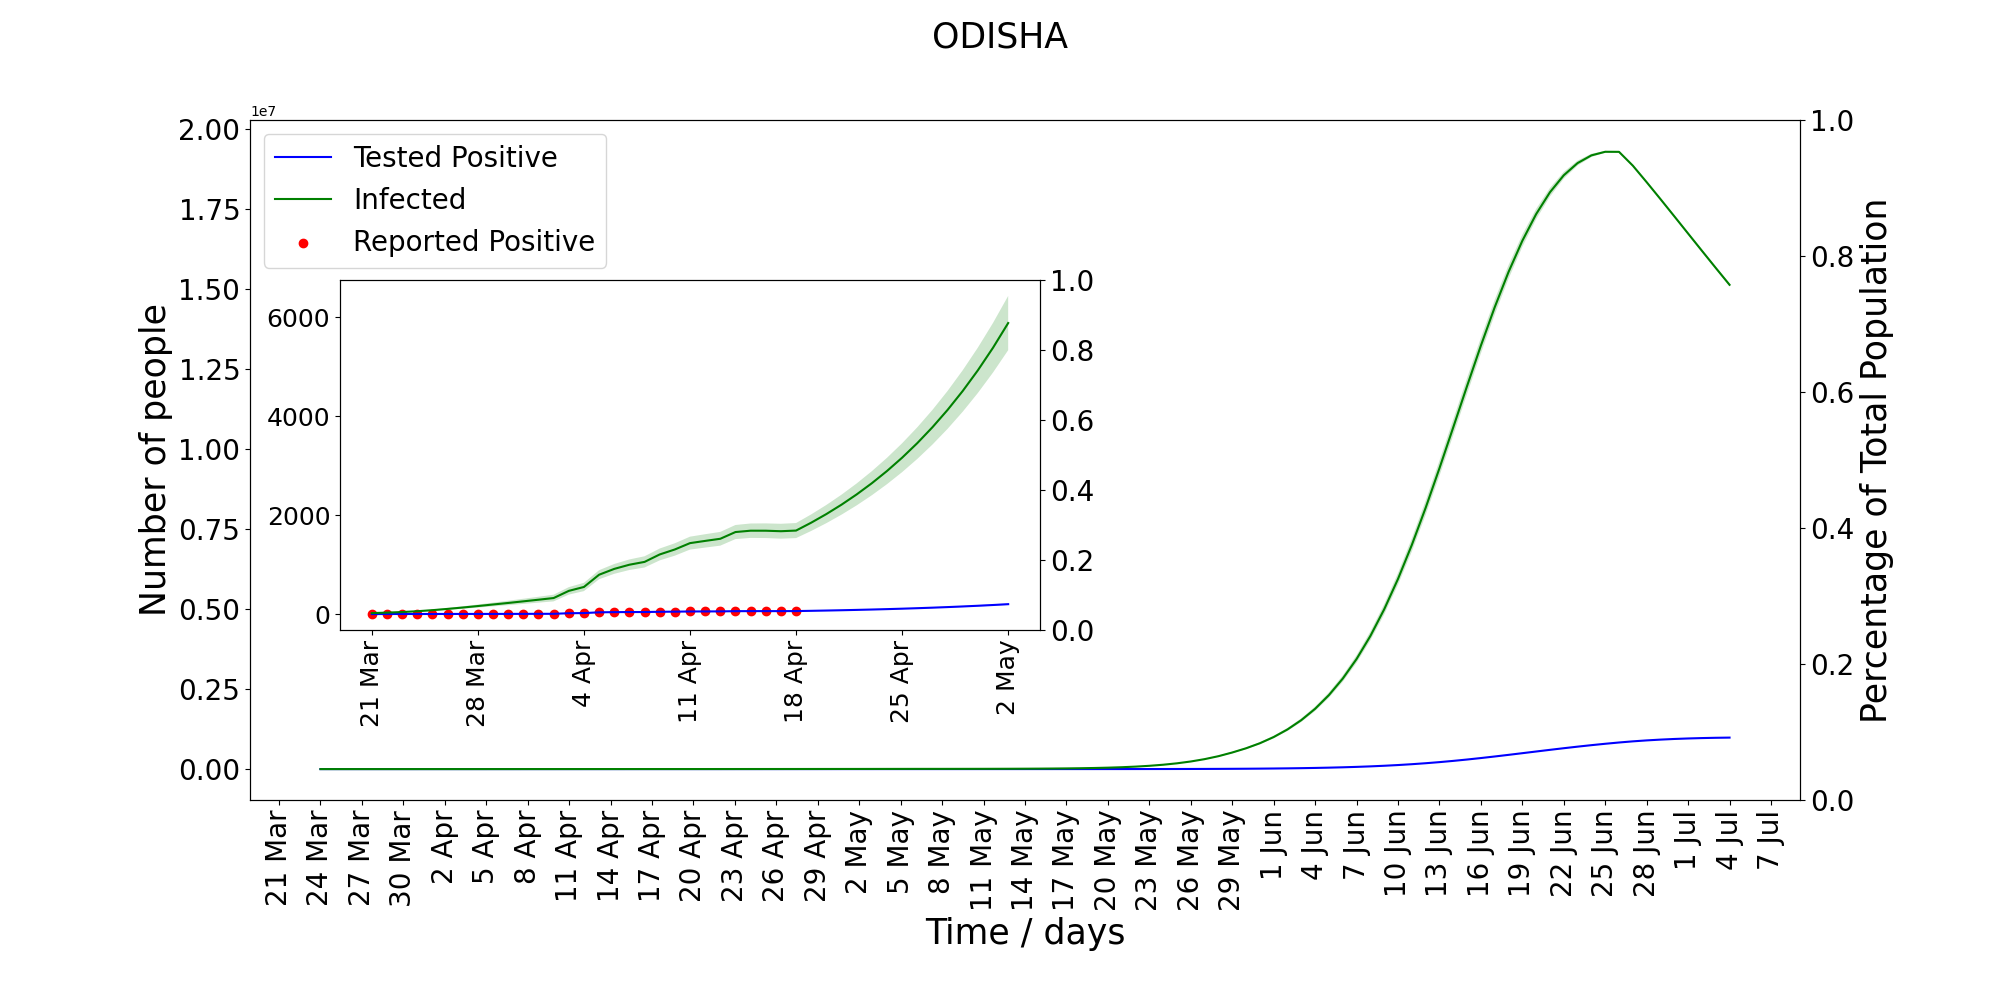 ODISHA
1e7
2.00
1.75
1.50
1.25
1.00
0.75
0.50
0.25
0.00
Number of people
Tested Positive
Infected
Reported Positive
6000
4000
2000
0
1.0
0.8
0.6
0.4
0.2
0.0
21 Mar
28 Mar
4 Apr
11 Apr
18 Apr
25 Apr
2 May
1.0
0.8
0.6
0.4
0.2
0.0
Percentage of Total Population
21 Mar
24 Mar
27 Mar
30 Mar
2 Apr
5 Apr
8 Apr
11 Apr
14 Apr
17 Apr
20 Apr
23 Apr
26 Apr
29 Apr
2 May
5 May
8 May
11 May
14 May
17 May
20 May
23 May
26 May
29 May
1 Jun
4 Jun
7 Jun
10 Jun
13 Jun
16 Jun
19 Jun
22 Jun
25 Jun
28 Jun
1 Jul
4 Jul
7 Jul
Time / days